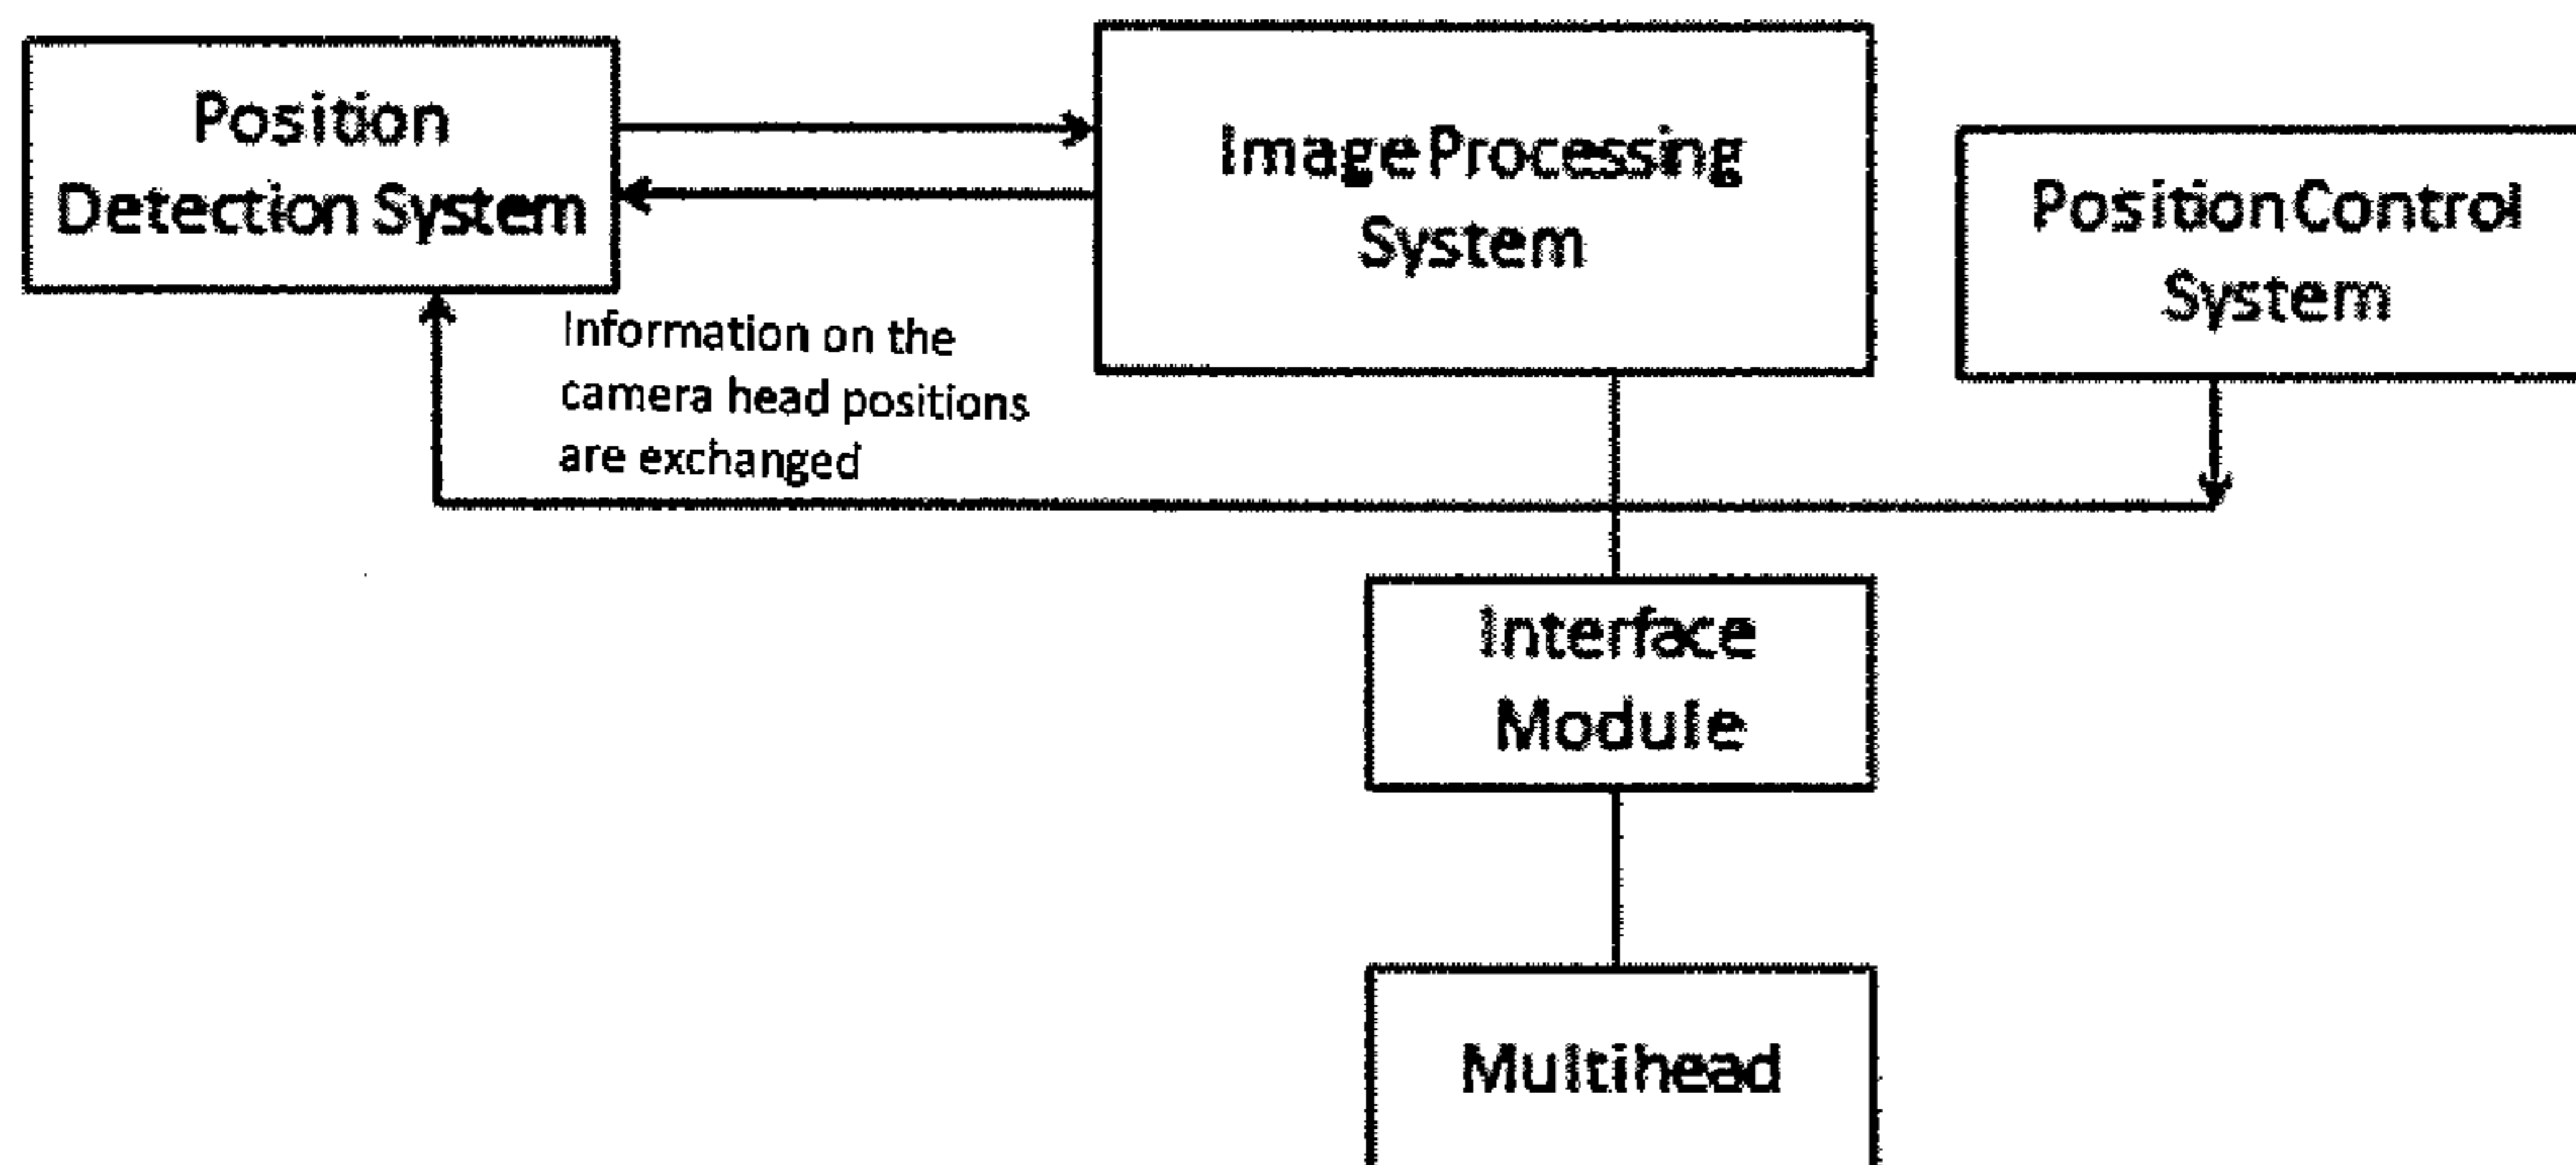 Position
Detection System
Image Processing
System
Position Control
System
Information on the
camera head positions
are exchanged
Interface
Module
Multihead